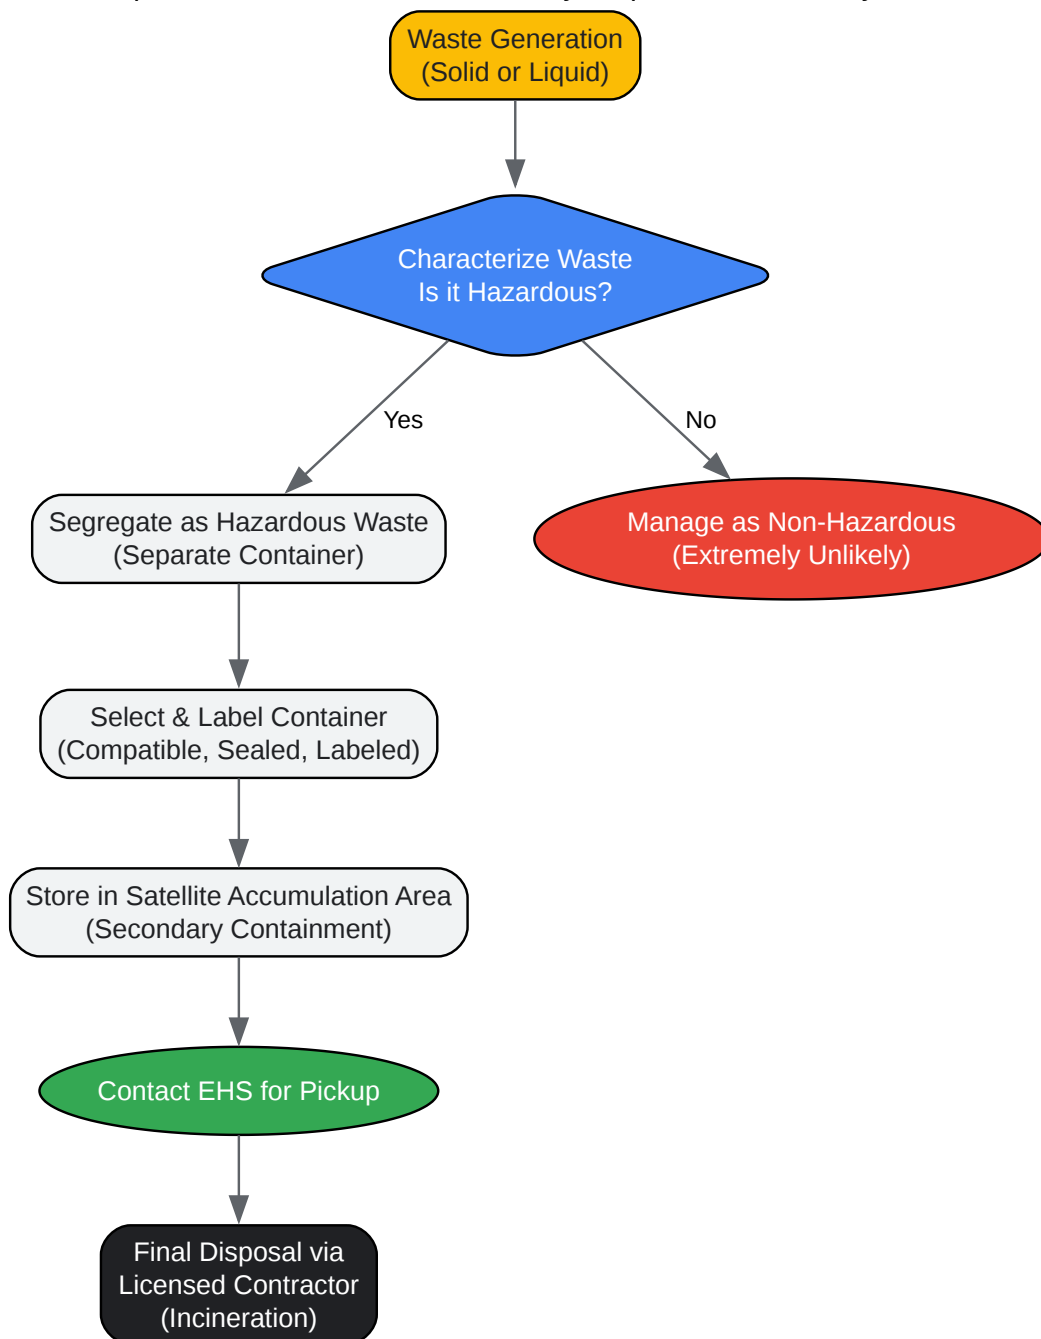 Waste Generation
(Solid or Liquid)
Characterize Waste
Is it Hazardous?
Yes
No
Segregate as Hazardous Waste
(Separate Container)
Manage as Non-Hazardous
(Extremely Unlikely)
Select & Label Container
(Compatible, Sealed, Labeled)
Store in Satellite Accumulation Area
(Secondary Containment)
Contact EHS for Pickup
Final Disposal via
Licensed Contractor
(Incineration)